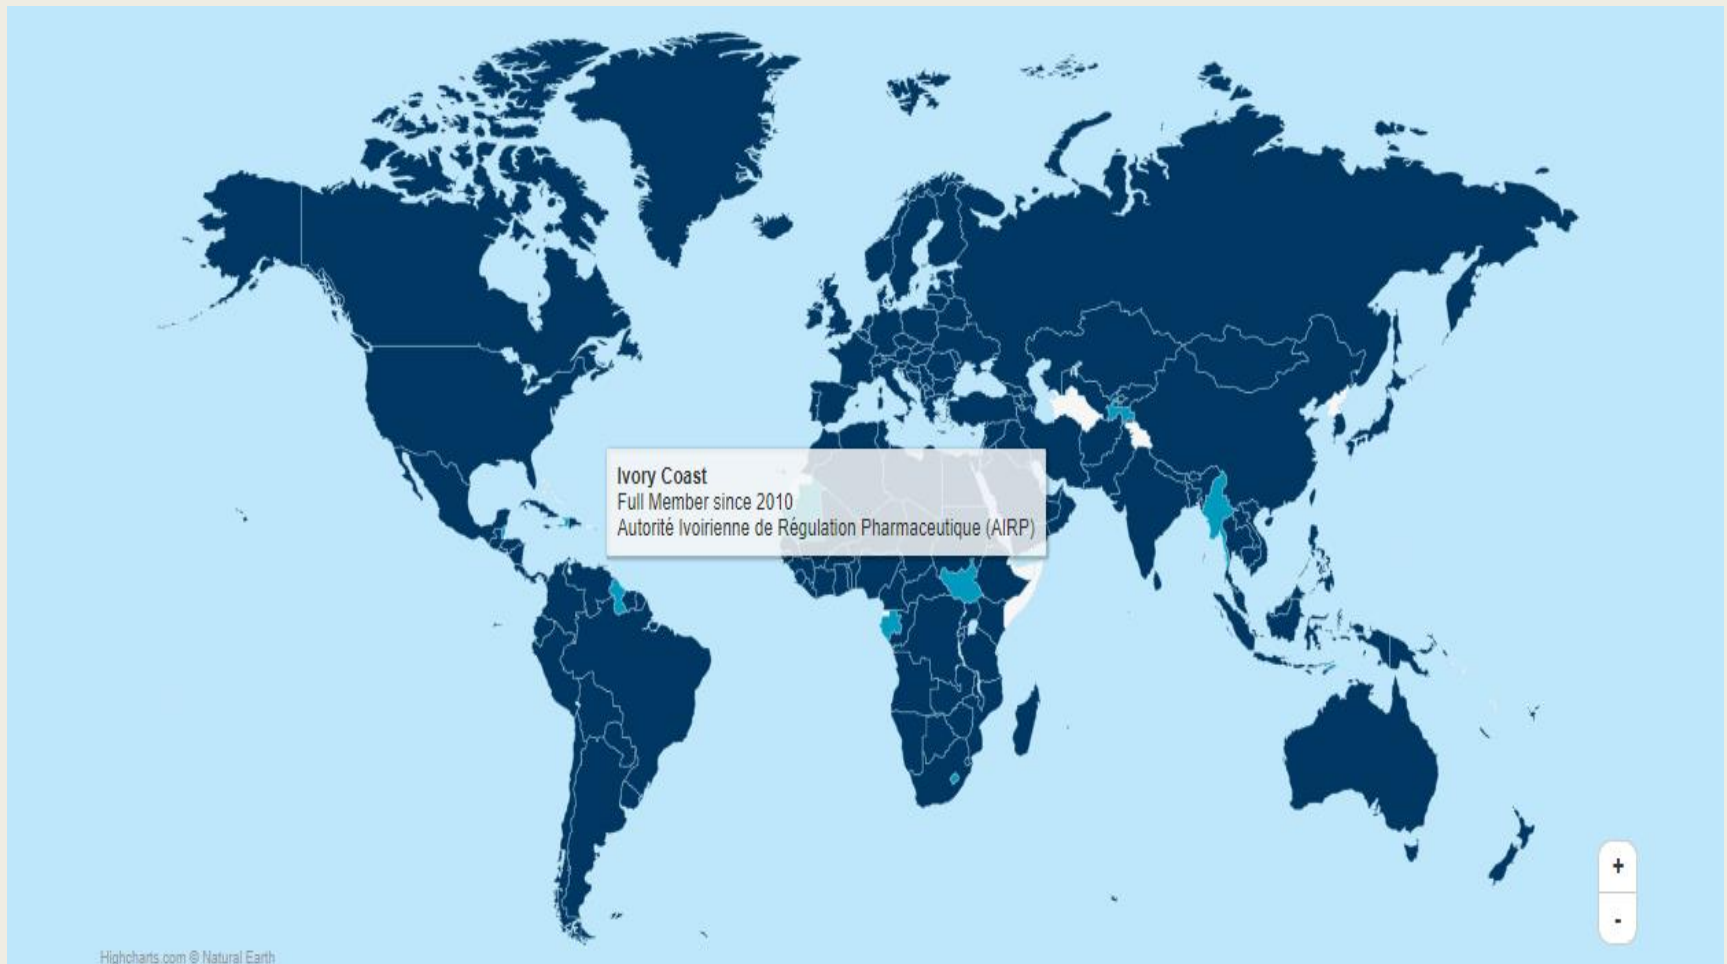 Ivory Coast
Full Member since 2010
Autorité Ivoirienne de Régulation Pharmaceutique (AIRP)
+
-
Highcharts.com © Natural Earth